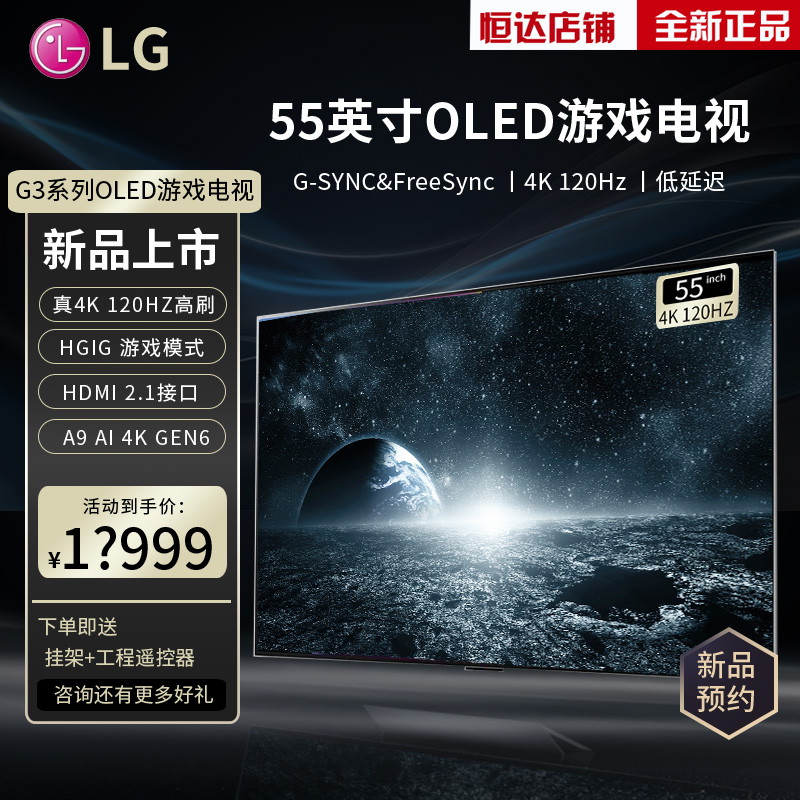 LG
恒达店铺 全新正品
55英寸OLED游戏电视
G-SYNC&FreeSync | 4K 120Hz | 低延迟
G3系列OLED游戏电视
新品上市
真4K 120HZ高刷
HGIG 游戏模式
HDMI 2.1接口
A9 AI 4K GEN6
活动到手价:
¥1?999
下单即送
挂架+工程遥控器
咨询还有更多好礼
55 inch
4K 120HZ
新品
预约